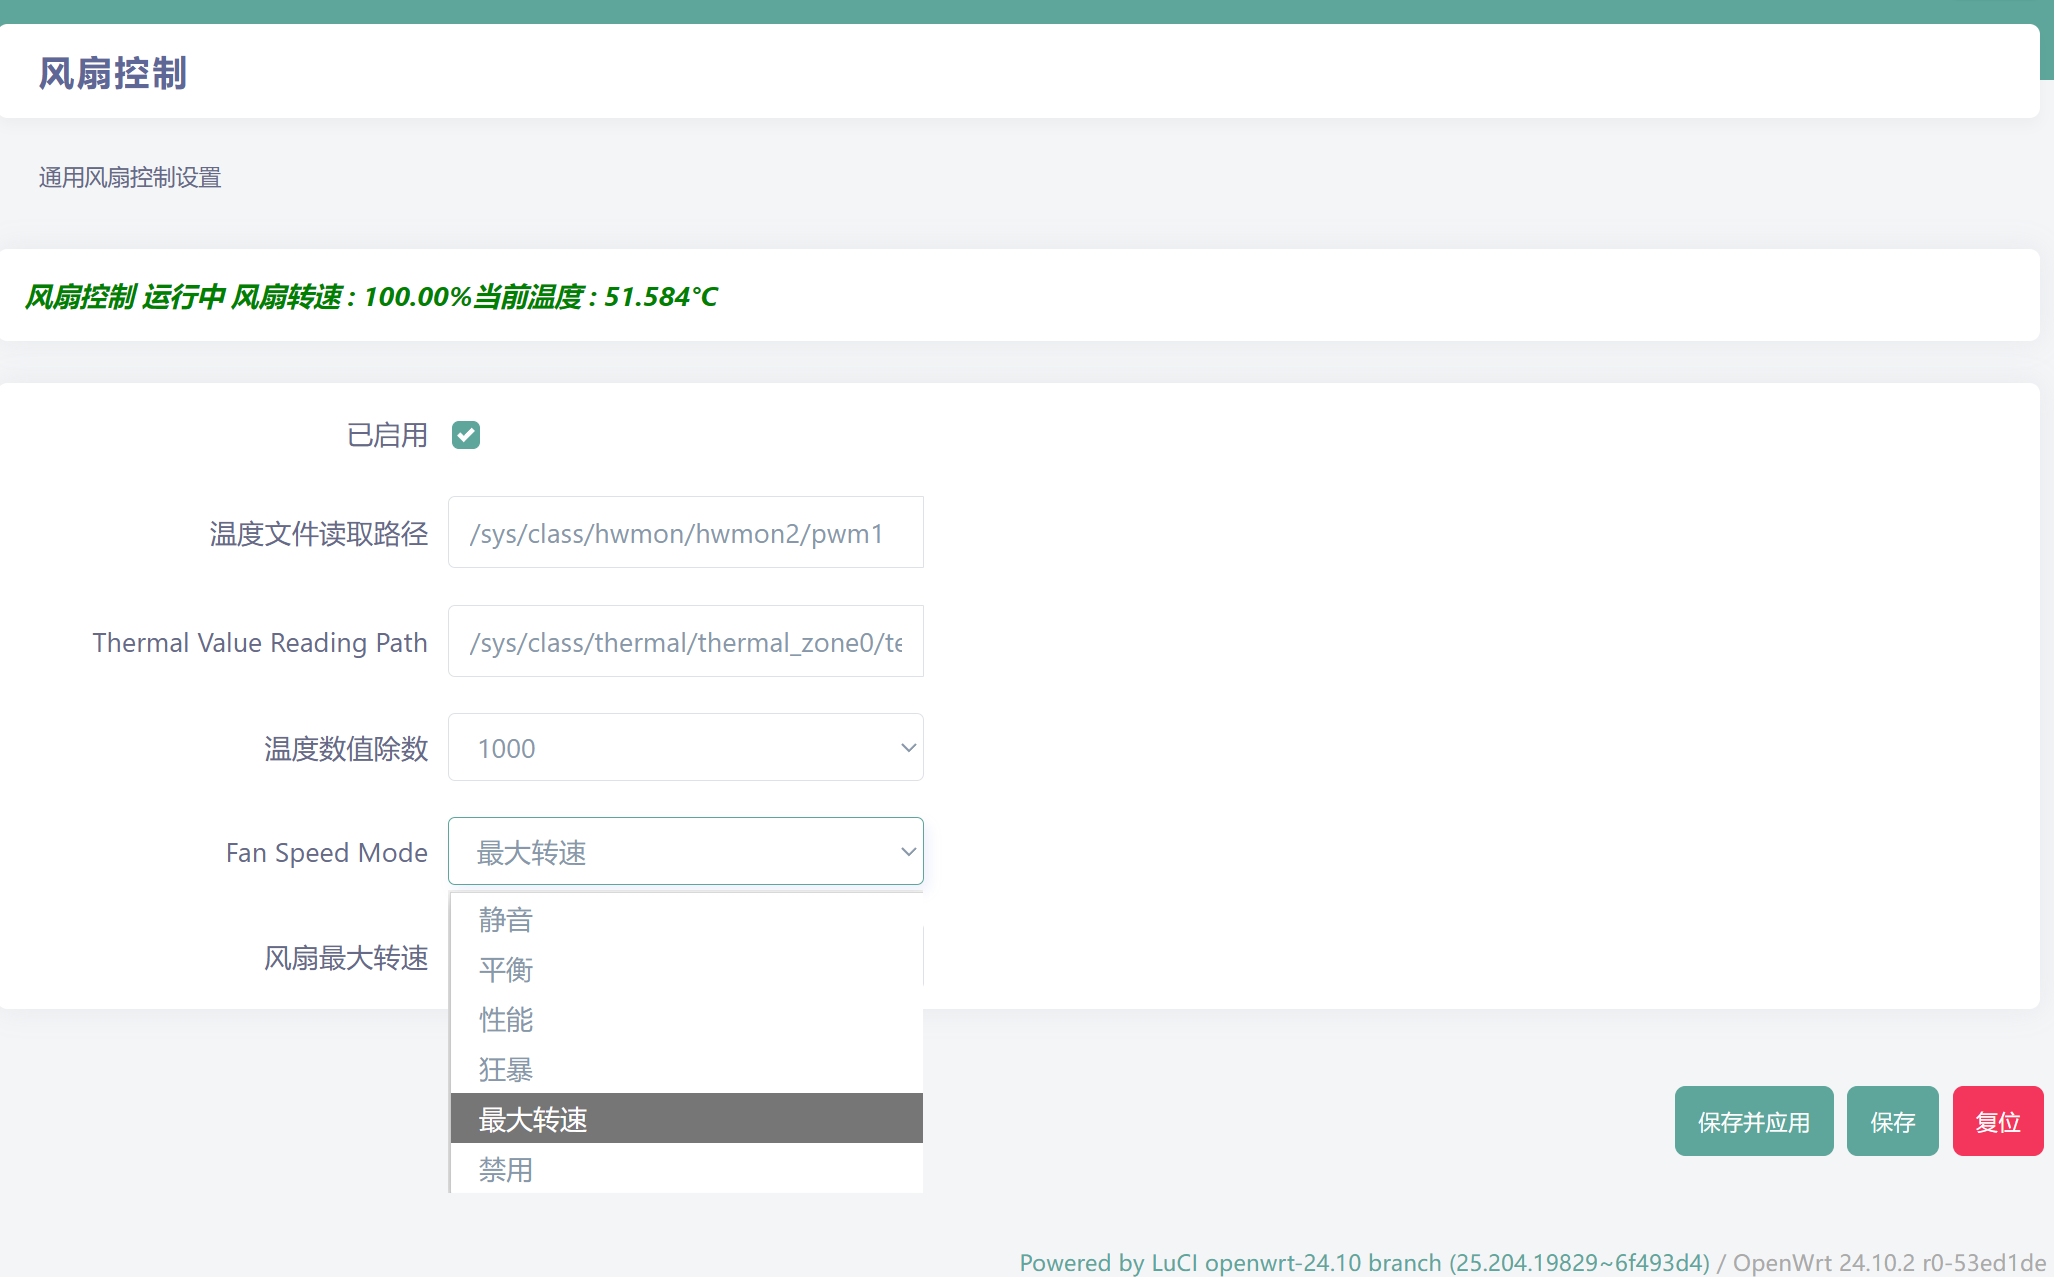 风扇控制
通用风扇控制设置
风扇控制 运行中 风扇转速 : 100.00%当前温度 : 51.584°C
已启用
温度文件读取路径 /sys/class/hwmon/hwmon2/pwm1
Thermal Value Reading Path /sys/class/thermal/thermal_zone0/te
温度数值除数 1000
Fan Speed Mode 最大转速
静音
风扇最大转速
平衡
性能
狂暴
最大转速
禁用
保存并应用 保存 复位
Powered by LuCI openwrt-24.10 branch (25.204.19829~6f493d4) / OpenWrt 24.10.2 r0-53ed1de